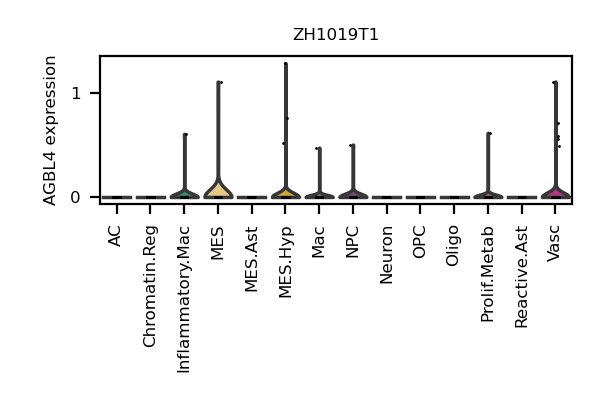 ZH1019T1
AGBL4 expression
1
0
AC
Chromatin.Reg
Inflammatory.Mac
MES
MES.Ast
MES.Hyp
Mac
NPC
Neuron
OPC
Oligo
Prolif.Metab
Reactive.Ast
Vasc